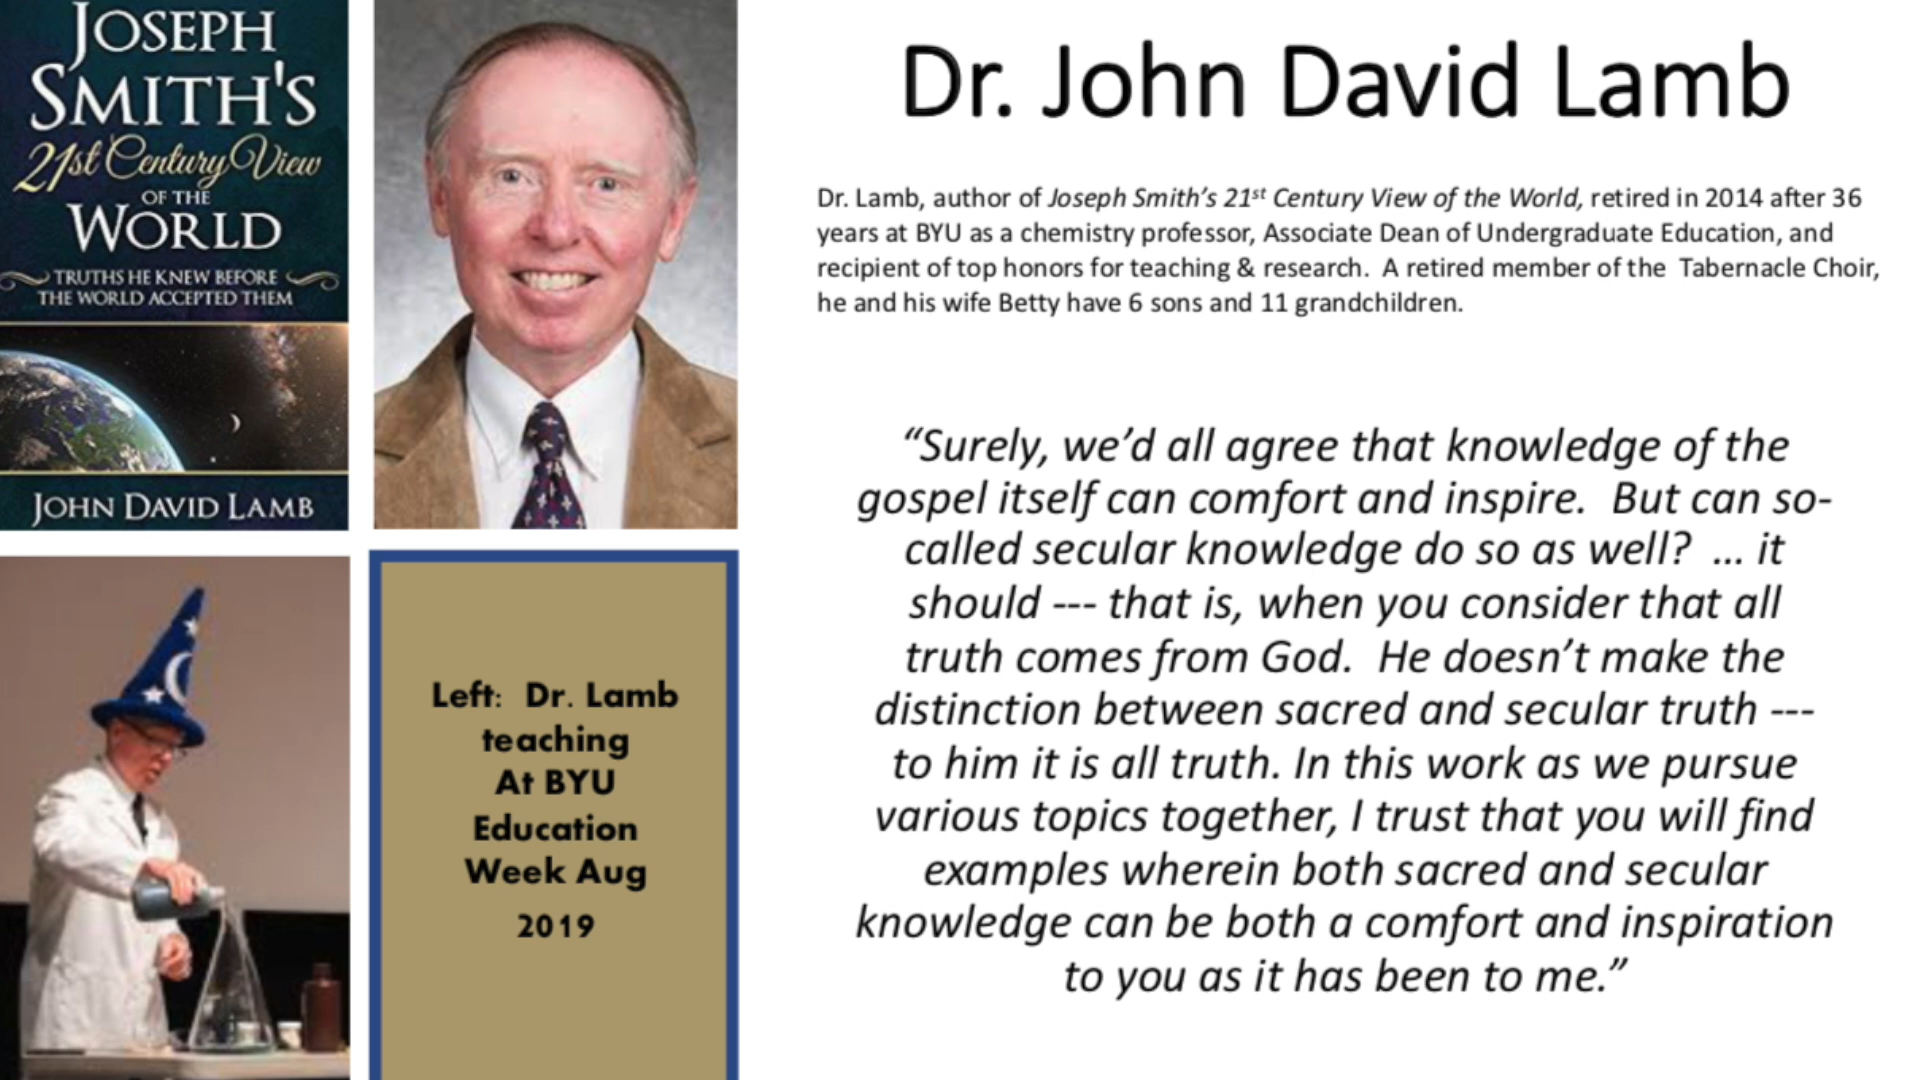 JOSEPH
SMITH'S
21st Century View
OF THE
WORLD
TRUTHS HE KNEW BEFORE
THE WORLD ACCEPTED THEM
JOHN DAVID LAMB
Left: Dr. Lamb
teaching
At BYU
Education
Week Aug
2019
Dr. John David Lamb
Dr. Lamb, author of Joseph Smith’s 21st Century View of the World, retired in 2014 after 36
years at BYU as a chemistry professor, Associate Dean of Undergraduate Education, and
recipient of top honors for teaching & research. A retired member of the Tabernacle Choir,
he and his wife Betty have 6 sons and 11 grandchildren.
“Surely, we’d all agree that knowledge of the
gospel itself can comfort and inspire. But can so-
called secular knowledge do so as well? ... it
should --- that is, when you consider that all
truth comes from God. He doesn’t make the
distinction between sacred and secular truth ---
to him it is all truth. In this work as we pursue
various topics together, I trust that you will find
examples wherein both sacred and secular
knowledge can be both a comfort and inspiration
to you as it has been to me.”